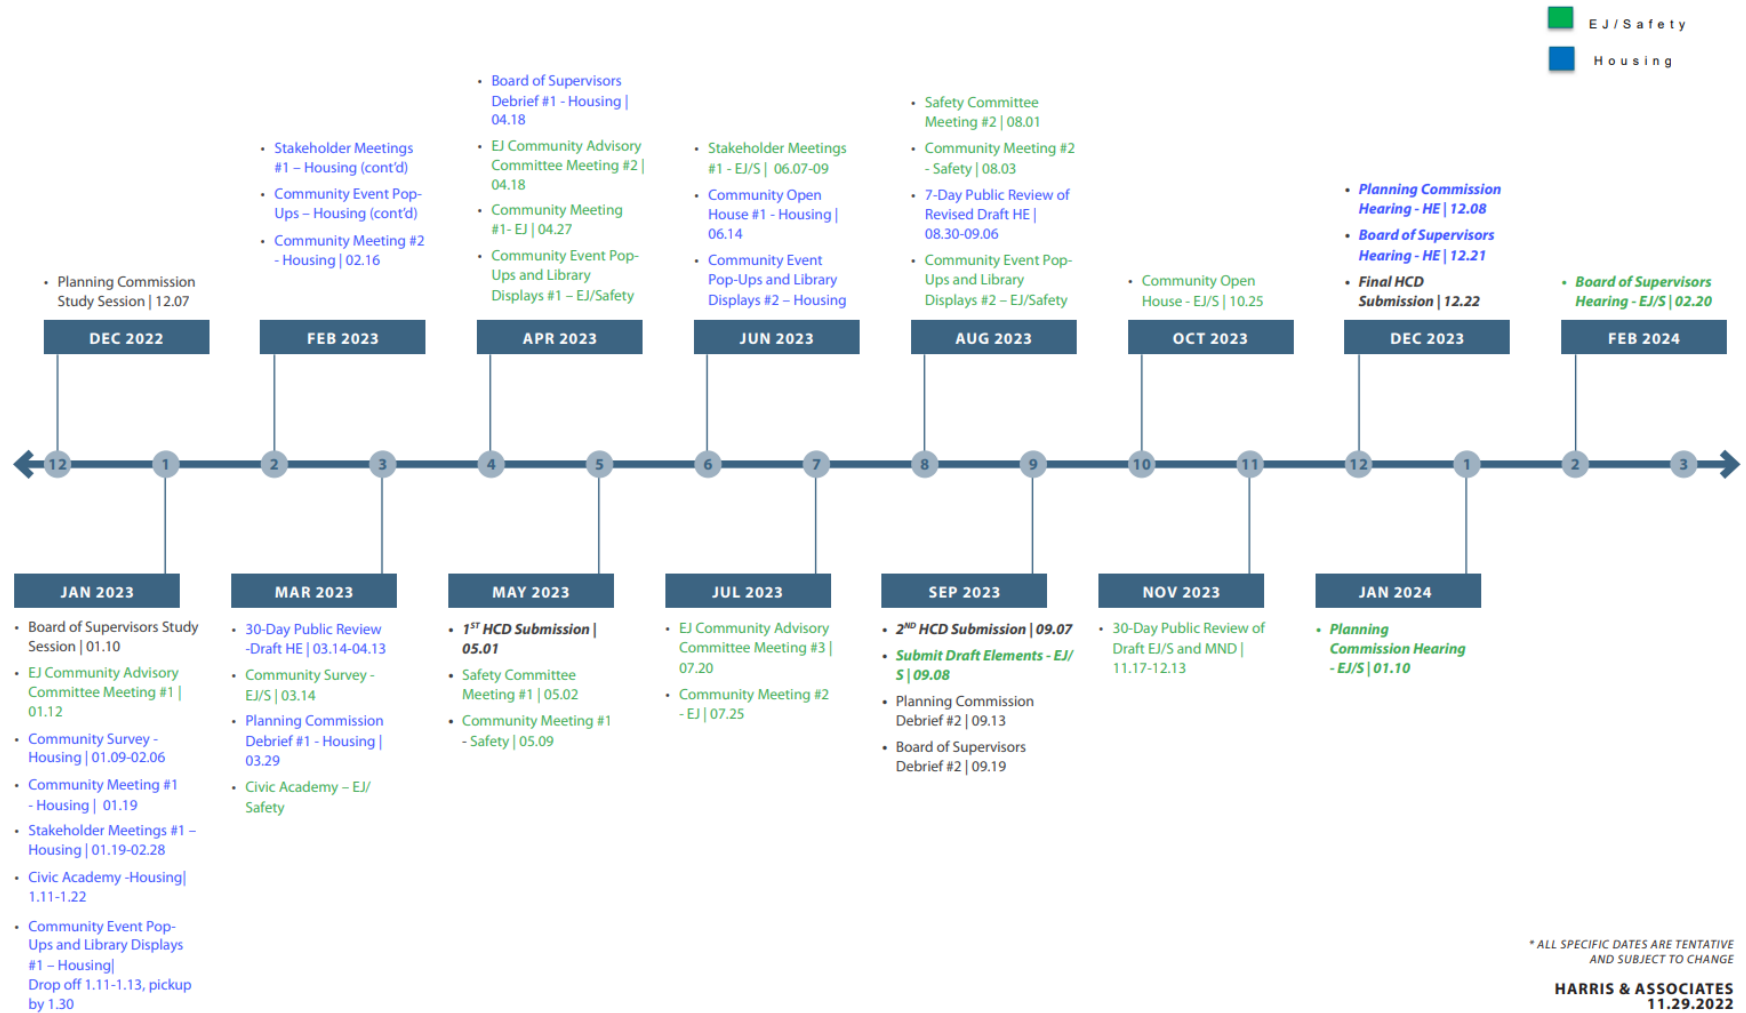 EJ/Safety
Housing
• Planning Commission
Study Session | 12.07
DEC 2022
• Stakeholder Meetings
#1 – Housing (cont'd)
• Community Event Pop-
Ups – Housing (cont'd)
• Community Meeting #2
- Housing | 02.16
FEB 2023
• Board of Supervisors
Debrief #1 - Housing |
04.18
• EJ Community Advisory
Committee Meeting #2 |
04.18
• Community Meeting
#1- EJ | 04.27
• Community Event Pop-
Ups and Library
Displays #1 – EJ/Safety
APR 2023
• Stakeholder Meetings
#1 - EJ/S | 06.07-09
• Community Open
House #1 - Housing |
06.14
• Community Event
Pop-Ups and Library
Displays #2 – Housing
JUN 2023
• Safety Committee
Meeting #2 | 08.01
• Community Meeting #2
- Safety | 08.03
• 7-Day Public Review of
Revised Draft HE |
08.30-09.06
• Community Event Pop-
Ups and Library
Displays #2 – EJ/Safety
AUG 2023
• Community Open
House - EJ/S | 10.25
OCT 2023
• Planning Commission
Hearing - HE | 12.08
• Board of Supervisors
Hearing - HE | 12.21
• Final HCD
Submission | 12.22
DEC 2023
• Board of Supervisors
Hearing - EJ/S | 02.20
FEB 2024
12 1 2 3 4 5 6 7 8 9 10 11 12 1 2 3
JAN 2023
• Board of Supervisors Study
Session | 01.10
• EJ Community Advisory
Committee Meeting #1 |
01.12
• Community Survey -
Housing | 01.09-02.06
• Community Meeting #1
- Housing | 01.19
• Stakeholder Meetings #1 –
Housing | 01.19-02.28
• Civic Academy -Housing|
1.11-1.22
• Community Event Pop-
Ups and Library Displays
#1 – Housing|
Drop off 1.11-1.13, pickup
by 1.30
MAR 2023
• 30-Day Public Review
-Draft HE | 03.14-04.13
• Community Survey -
EJ/S | 03.14
• Planning Commission
Debrief #1 - Housing |
03.29
• Civic Academy – EJ/
Safety
MAY 2023
• 1ST HCD Submission |
05.01
• Safety Committee
Meeting #1 | 05.02
• Community Meeting #1
- Safety | 05.09
JUL 2023
• EJ Community Advisory
Committee Meeting #3 |
07.20
• Community Meeting #2
- EJ | 07.25
SEP 2023
• 2ND HCD Submission | 09.07
• Submit Draft Elements - EJ/
S | 09.08
• Planning Commission
Debrief #2 | 09.13
• Board of Supervisors
Debrief #2 | 09.19
NOV 2023
• 30-Day Public Review of
Draft EJ/S and MND |
11.17-12.13
JAN 2024
• Planning
Commission Hearing
- EJ/S | 01.10
* ALL SPECIFIC DATES ARE TENTATIVE
AND SUBJECT TO CHANGE
HARRIS & ASSOCIATES
11.29.2022